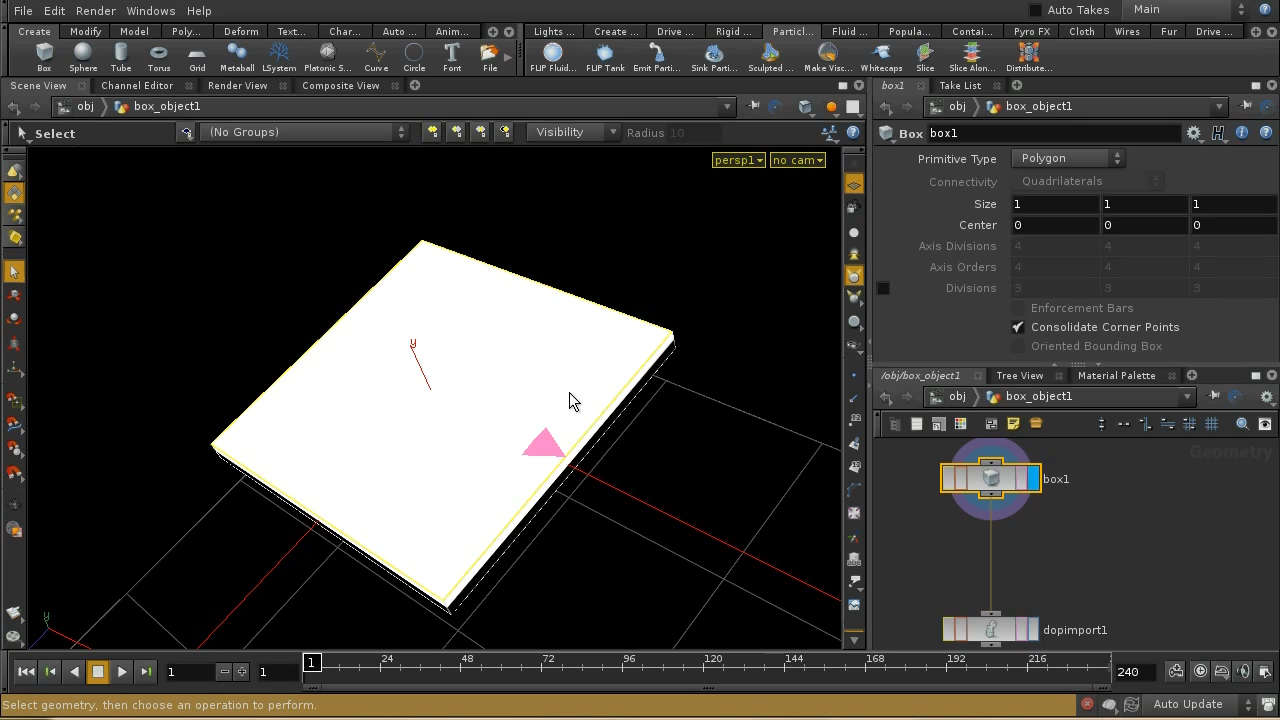 File Edit Render Windows Help Auto Takes Main
Create Modify Model Poly... Deform Text... Char... Auto ... Anim... Lights ... Create ... Drive ... Rigid ... Particl... Fluid ... Popula... Contai... Pyro FX Cloth Wires Fur Drive ...
Box Sphere Tube Torus Grid Metaball LSystem Platonic S... Curve Circle Font File FLIP Fluid... FLIP Tank Emit Parti... Sink Parti... Sculpted ... Make Visc... Whitecaps Slice Slice Alon... Distribute...
Scene View Channel Editor Render View Composite View box1 Take List
obj box_object1 obj box_object1
Select (No Groups) Visibility Radius 10 Box box1
persp1 no cam
Primitive Type Polygon
Connectivity Quadrilaterals
Size 1 1 1
Center 0 0 0
Axis Divisions 4 4 4
Axis Orders 4 4 4
Divisions 3 3 3
Enforcement Bars
Consolidate Corner Points
Oriented Bounding Box
y
/obj/box_object1 Tree View Material Palette
obj box_object1
Geometry
box1
dopimport1
y
1 1 1 24 48 72 96 120 144 168 192 216 240
Select geometry, then choose an operation to perform. Auto Update